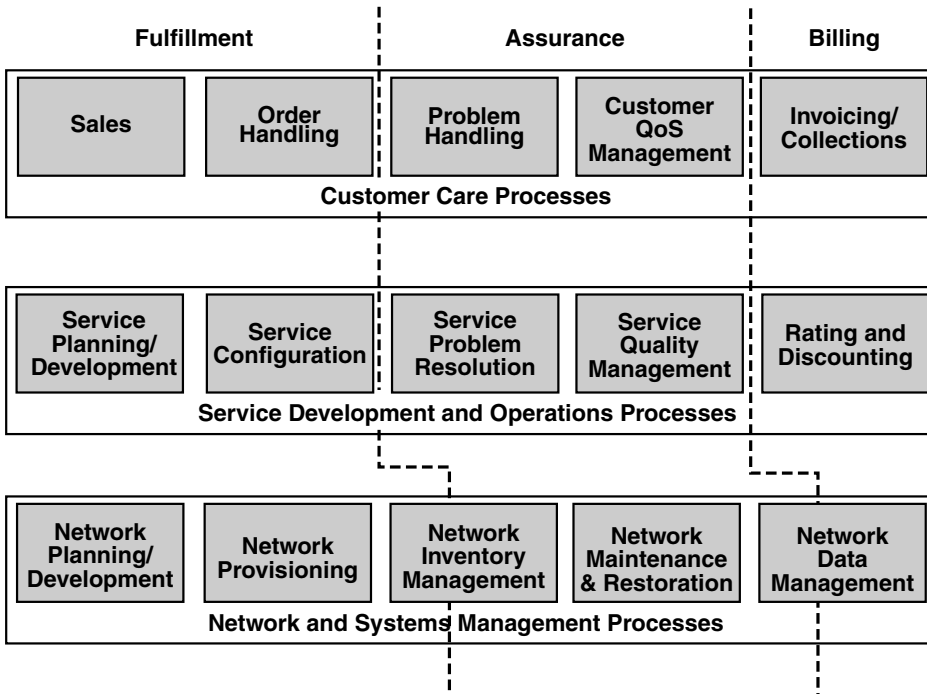 Fulfillment
Assurance
Billing
Sales
Order
Handling
Problem
Handling
Customer
QoS
Management
Invoicing/
Collections
Customer Care Processes
Service
Planning/
Development
Service
Configuration
Service
Problem
Resolution
Service
Quality
Management
Rating and
Discounting
Service Development and Operations Processes
Network
Planning/
Development
Network
Provisioning
Network
Inventory
Management
Network
Maintenance
& Restoration
Network
Data
Management
Network and Systems Management Processes